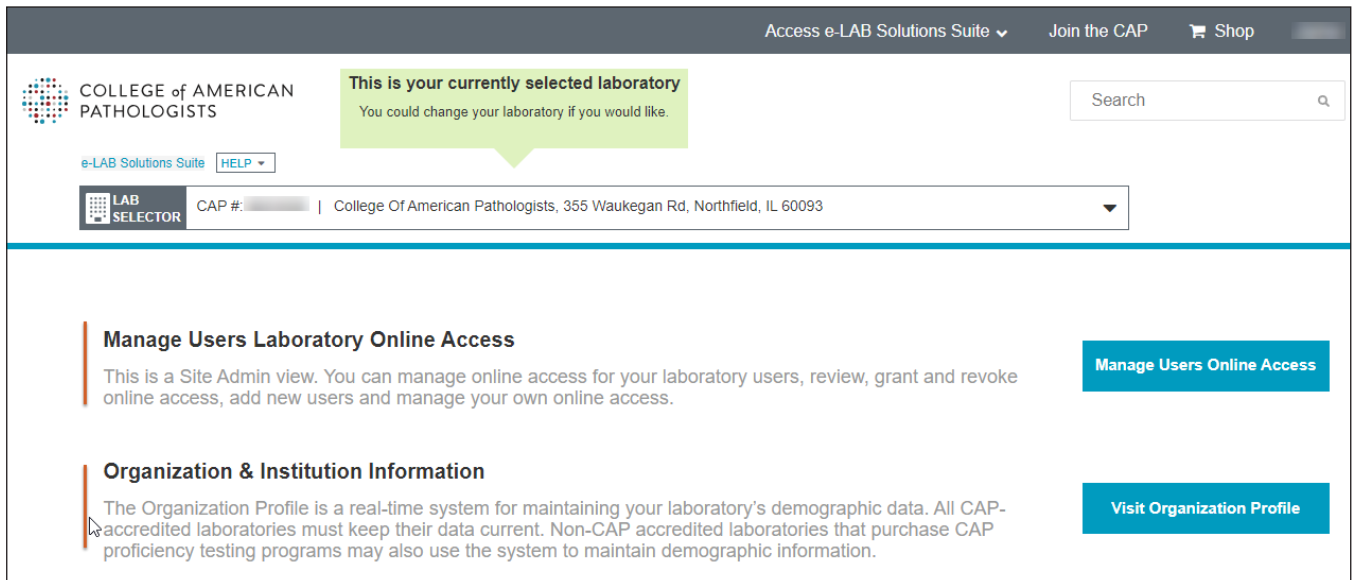 Access e-LAB Solutions Suite Join the CAP Shop
COLLEGE of AMERICAN
PATHOLOGISTS
This is your currently selected laboratory
You could change your laboratory if you would like.
Search
e-LAB Solutions Suite HELP
LAB
SELECTOR
CAP #: | College Of American Pathologists, 355 Waukegan Rd, Northfield, IL 60093
Manage Users Laboratory Online Access
This is a Site Admin view. You can manage online access for your laboratory users, review, grant and revoke
online access, add new users and manage your own online access.
Manage Users Online Access
Organization & Institution Information
The Organization Profile is a real-time system for maintaining your laboratory's demographic data. All CAP-
accredited laboratories must keep their data current. Non-CAP accredited laboratories that purchase CAP
proficiency testing programs may also use the system to maintain demographic information.
Visit Organization Profile